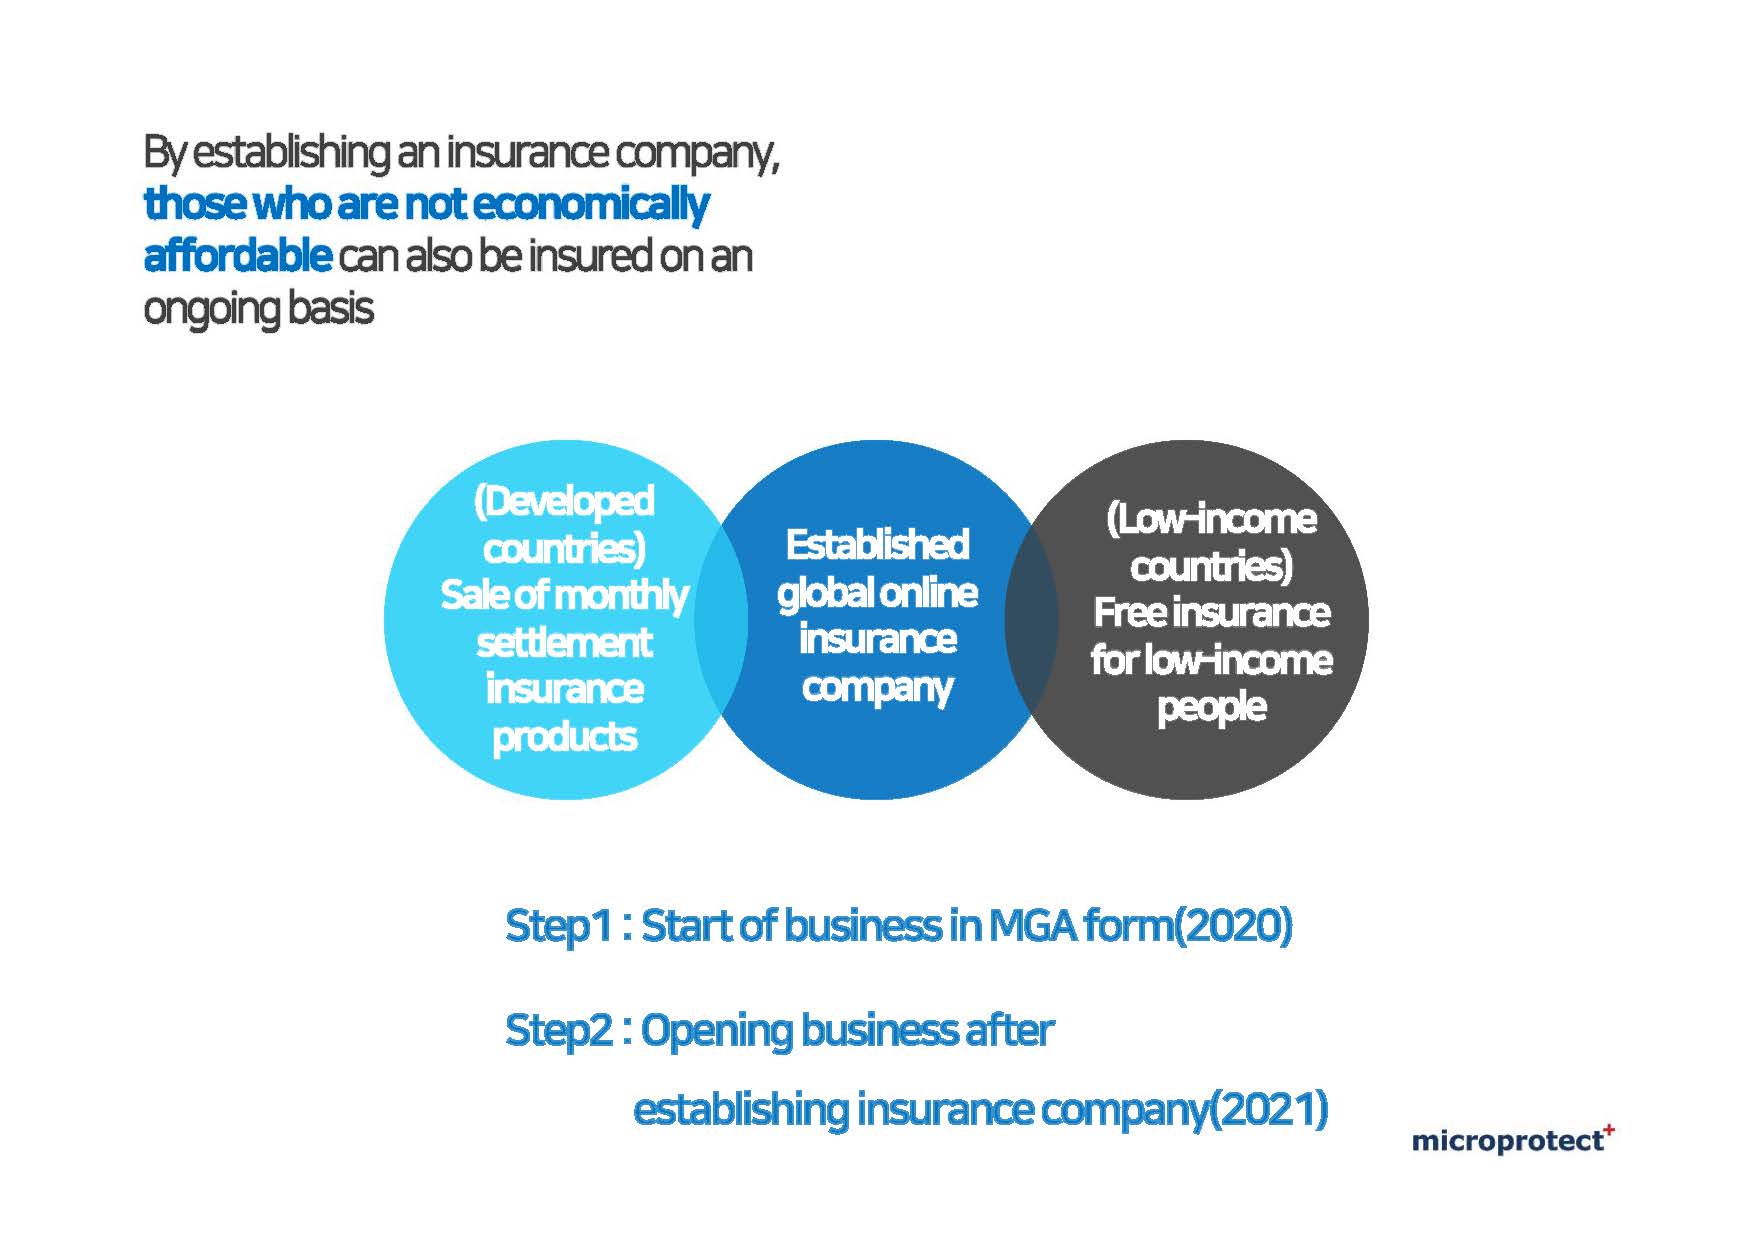 By establishing an insurance company,
those who are not economically
affordable can also be insured on an
ongoing basis
(Developed
countries)
Sale of monthly
settlement
insurance
products
Established
global online
insurance
company
(Low-income
countries)
Free insurance
for low-income
people
Step1 : Start of business in MGA form(2020)
Step2 : Opening business after
establishing insurance company(2021)
microprotect+